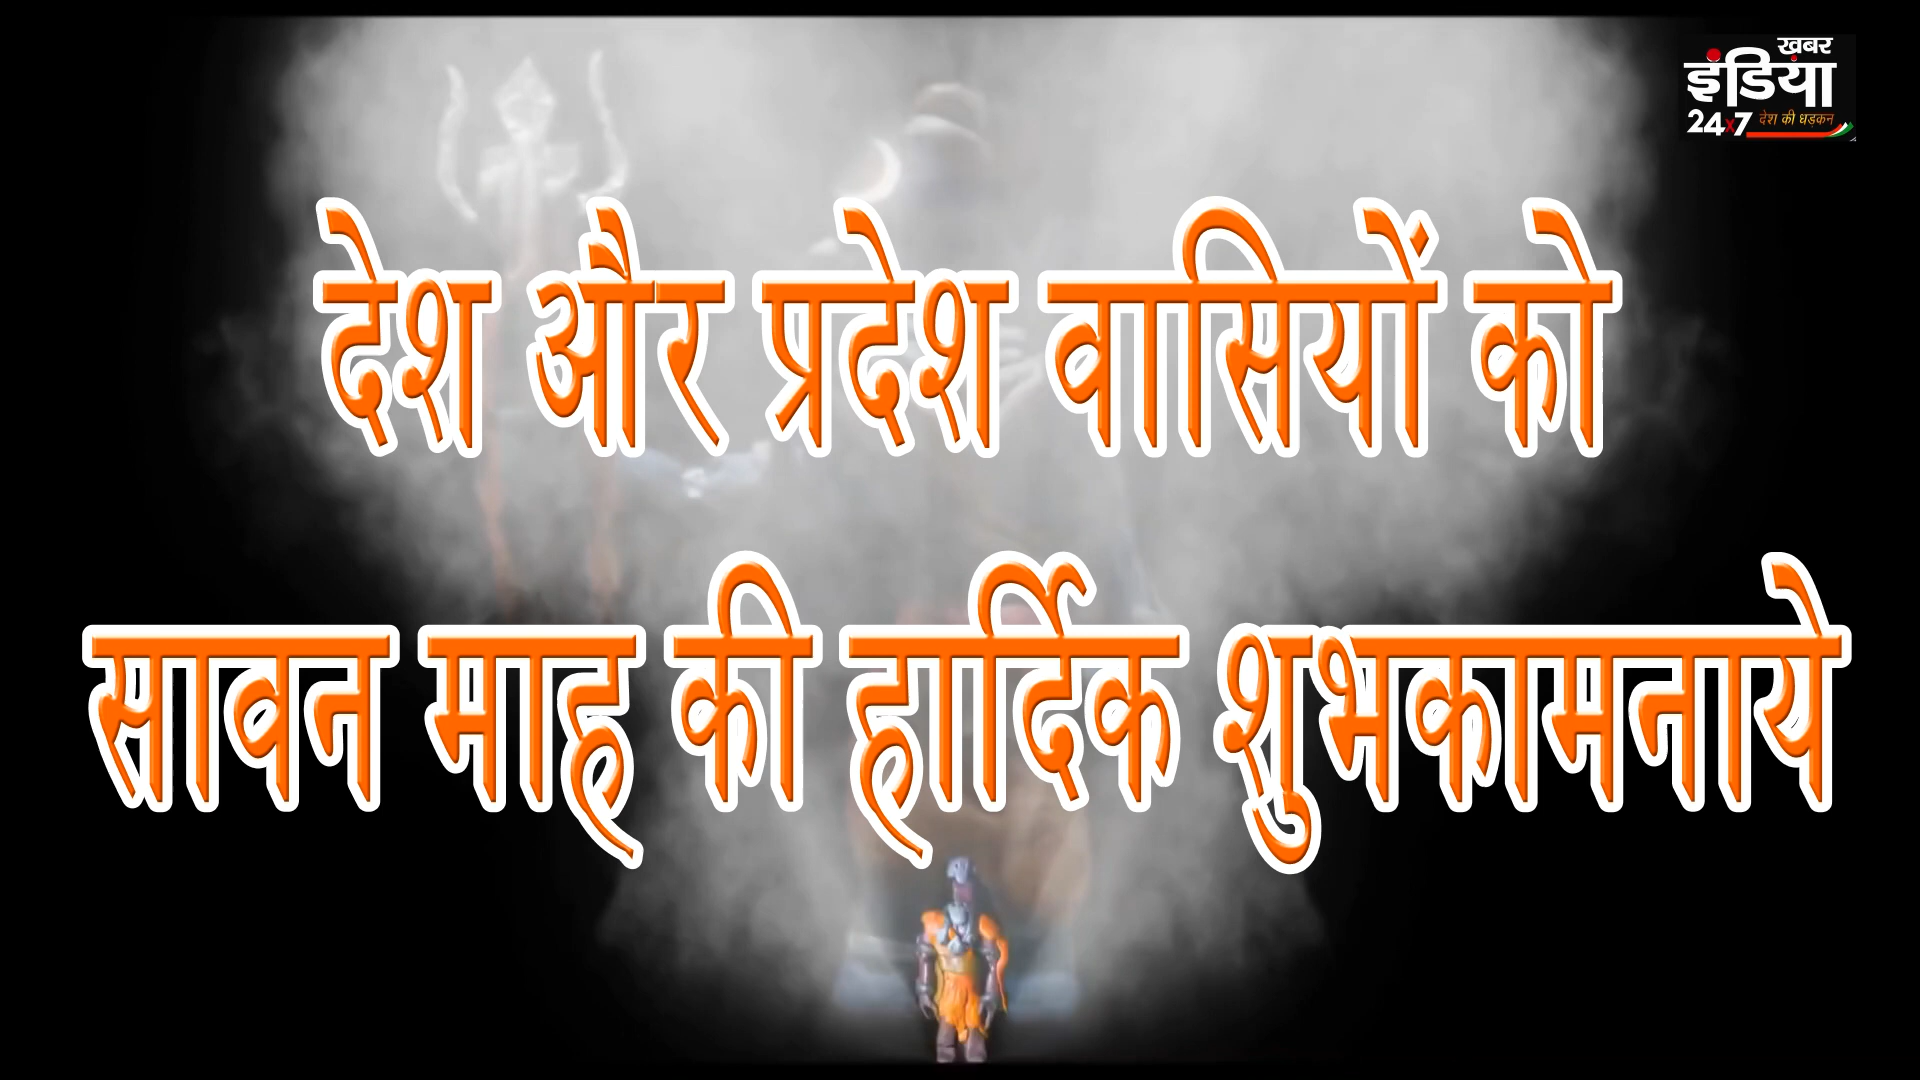 खबर
इंडिया
24x7 देश की धड़कन
देश और प्रदेश वासियों को
सावन माह की हार्दिक शुभकामनाये